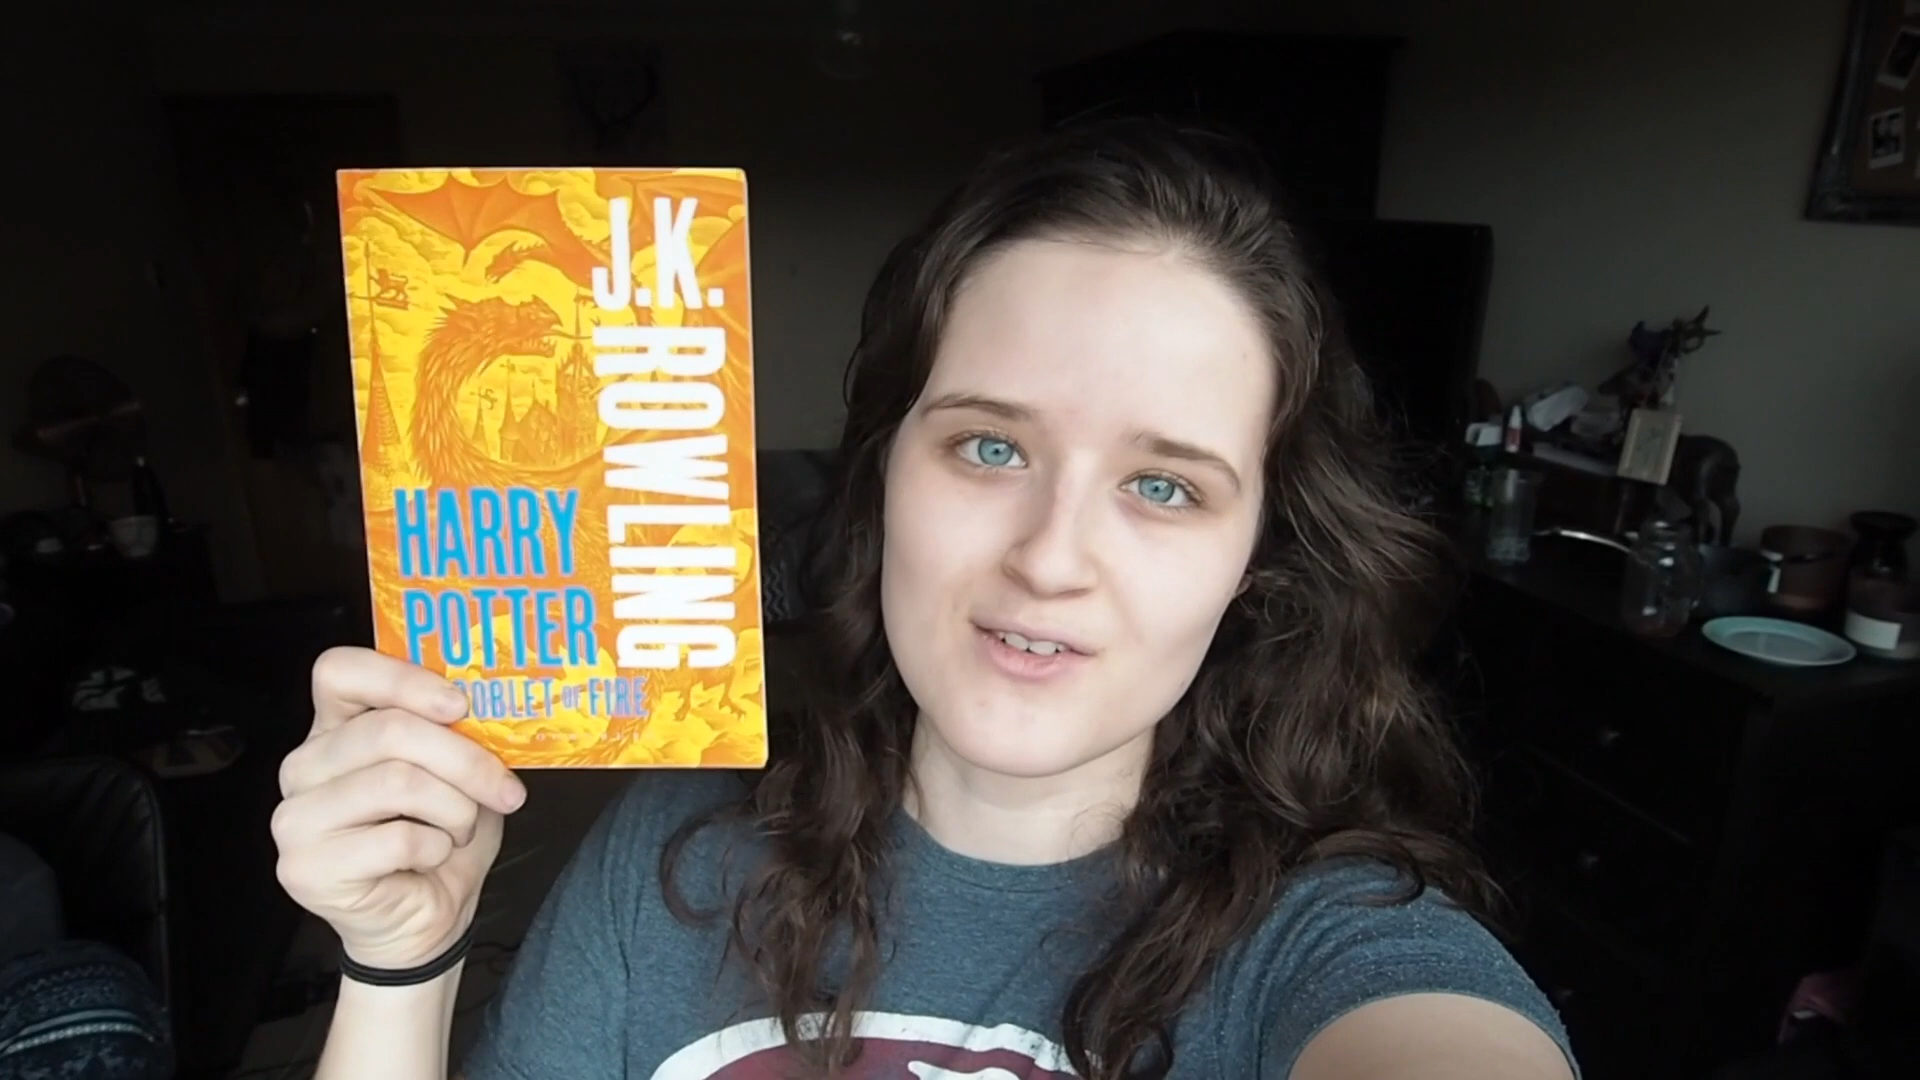 J.K.
ROWLING
HARRY
POTTER
GOBLET OF FIRE